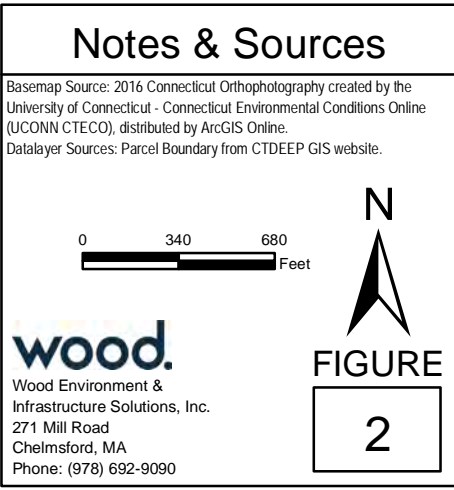 Notes & Sources
Basemap Source: 2016 Connecticut Orthophotography created by the
University of Connecticut - Connecticut Environmental Conditions Online
(UCONN CTECO), distributed by ArcGIS Online.
Datalayer Sources: Parcel Boundary from CTDEEP GIS website.
0 340 680
Feet
N
wood.
Wood Environment &
Infrastructure Solutions, Inc.
271 Mill Road
Chelmsford, MA
Phone: (978) 692-9090
FIGURE
2